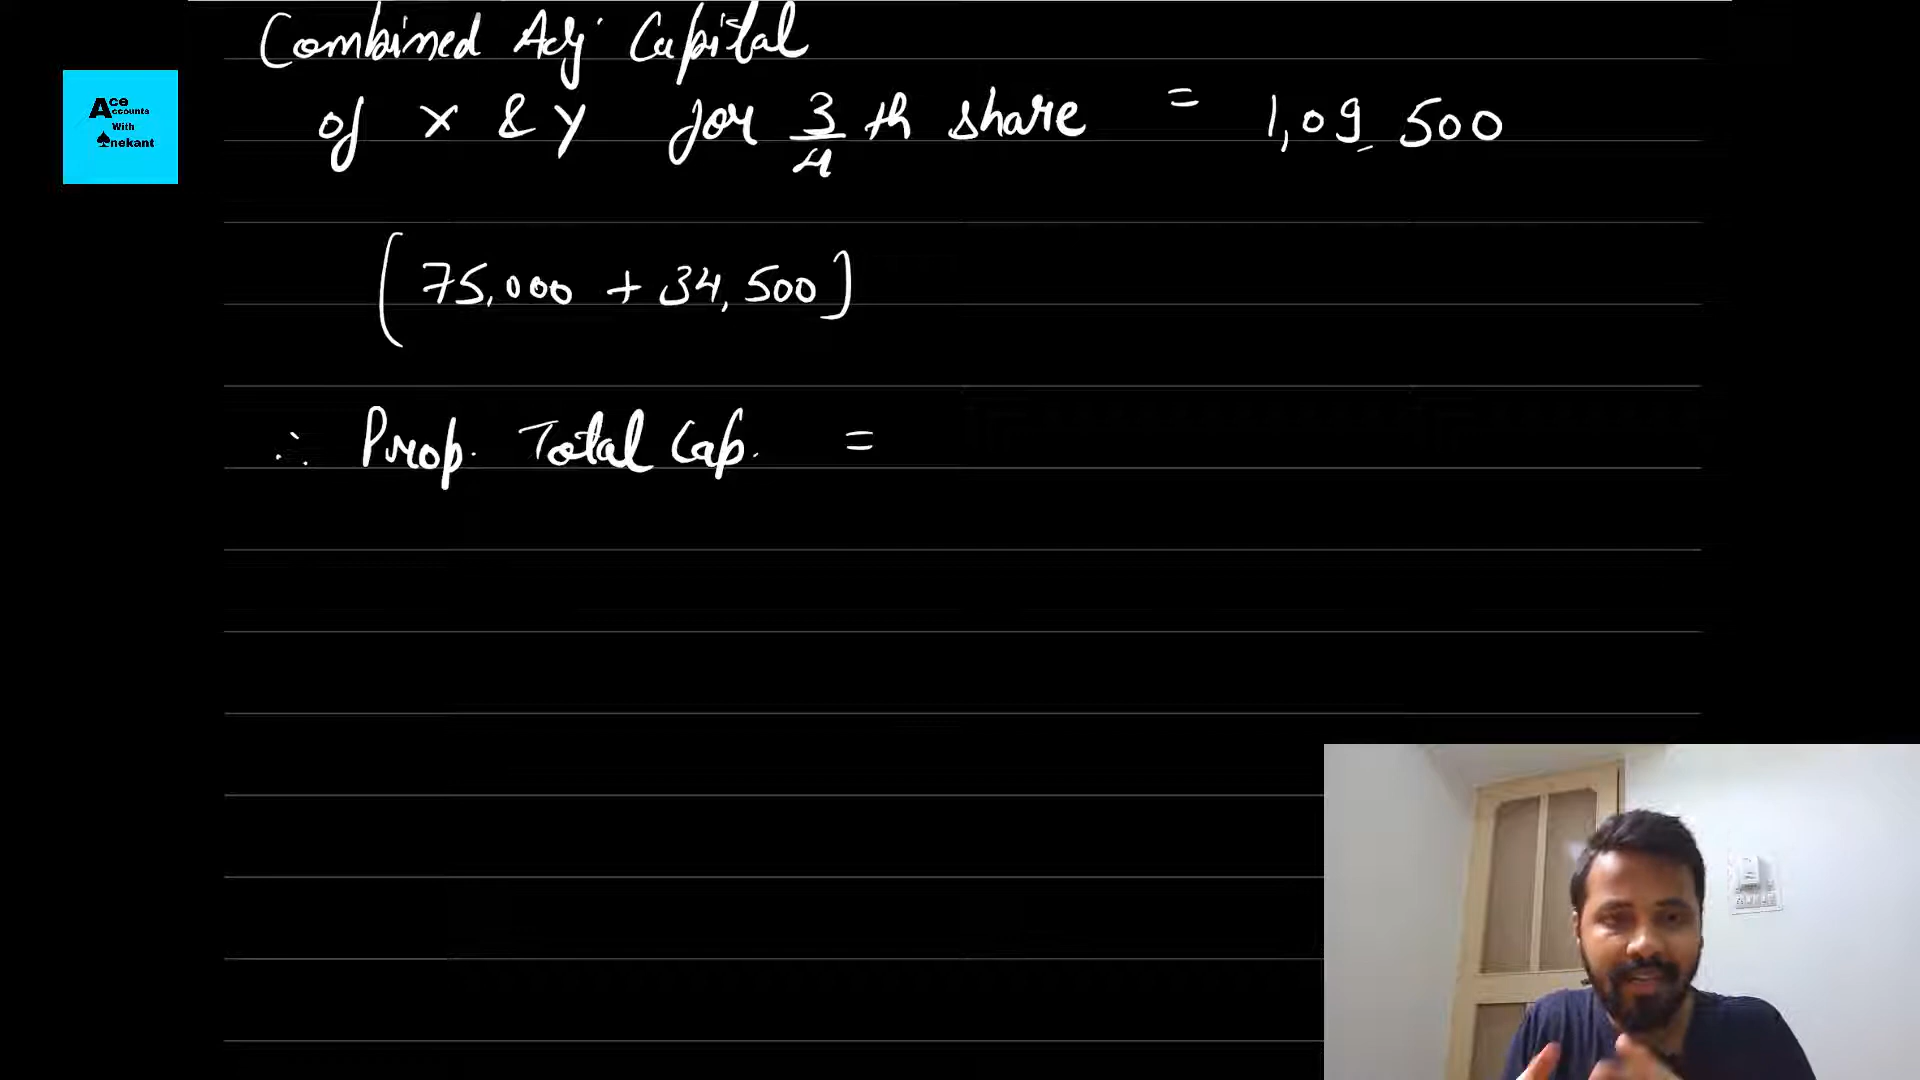 Combined Adj Capital
of X & Y for 3/4 th share = 1,09 500
Ace
Accounts
With
♠nekant
(75,000 + 34,500)
∴ Prop. Total Cap. =